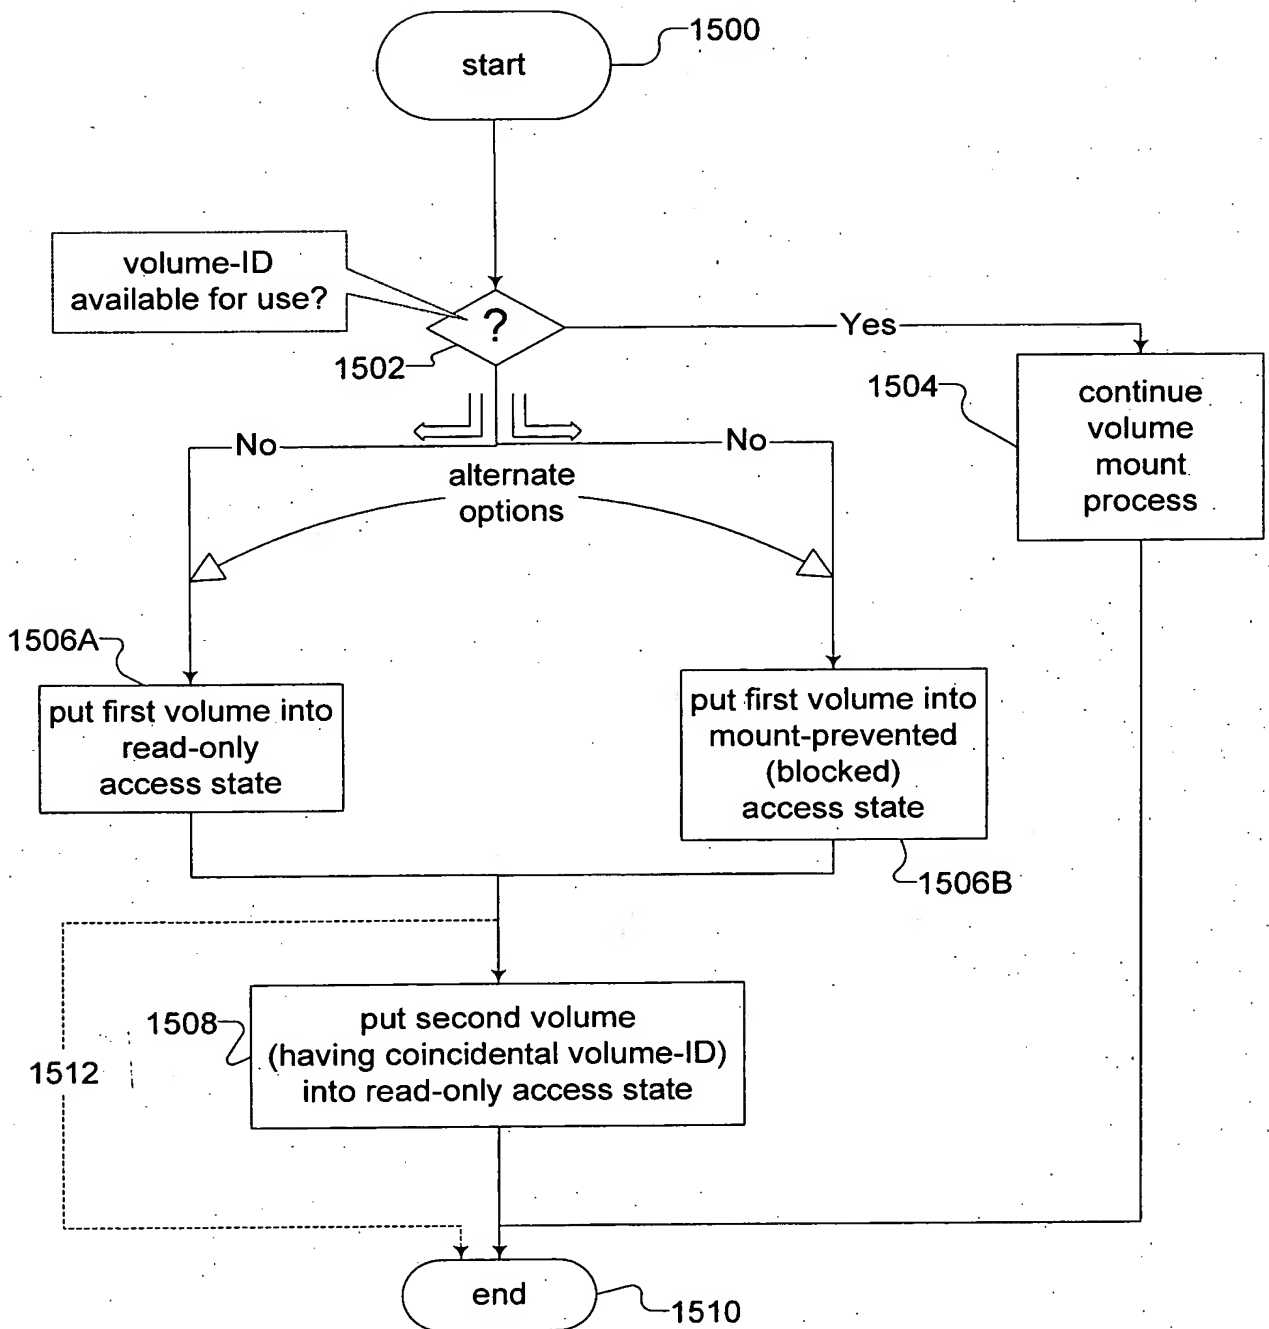 1500
start
volume-ID
available for use?
?
Yes
1502
1504
continue
volume
mount
process
No
No
alternate
options
1506A
put first volume into
read-only
access state
put first volume into
mount-prevented
(blocked)
access state
1506B
1508
put second volume
(having coincidental volume-ID)
into read-only access state
1512
end
1510